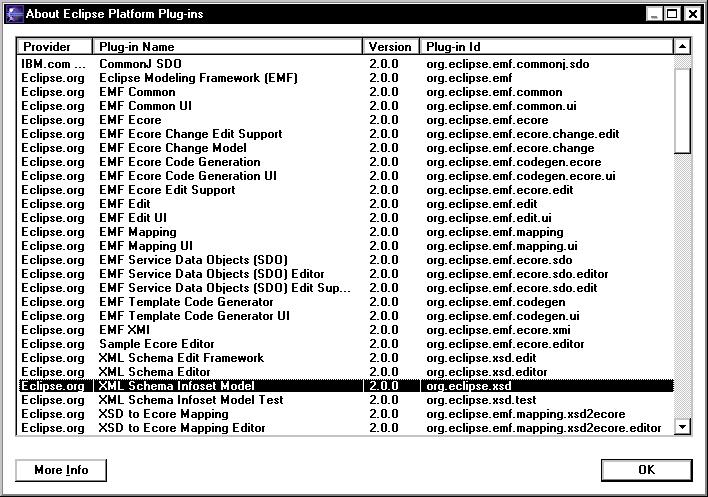 About Eclipse Platform Plug-ins
Provider Plug-in Name Version Plug-in Id
IBM.com ... CommonJ SDO 2.0.0 org.eclipse.emf.commonj.sdo
Eclipse.org Eclipse Modeling Framework (EMF) 2.0.0 org.eclipse.emf
Eclipse.org EMF Common 2.0.0 org.eclipse.emf.common
Eclipse.org EMF Common UI 2.0.0 org.eclipse.emf.common.ui
Eclipse.org EMF Ecore 2.0.0 org.eclipse.emf.ecore
Eclipse.org EMF Ecore Change Edit Support 2.0.0 org.eclipse.emf.ecore.change.edit
Eclipse.org EMF Ecore Change Model 2.0.0 org.eclipse.emf.ecore.change
Eclipse.org EMF Ecore Code Generation 2.0.0 org.eclipse.emf.codegen.ecore
Eclipse.org EMF Ecore Code Generation UI 2.0.0 org.eclipse.emf.codegen.ecore.ui
Eclipse.org EMF Ecore Edit Support 2.0.0 org.eclipse.emf.ecore.edit
Eclipse.org EMF Edit 2.0.0 org.eclipse.emf.edit
Eclipse.org EMF Edit UI 2.0.0 org.eclipse.emf.edit.ui
Eclipse.org EMF Mapping 2.0.0 org.eclipse.emf.mapping
Eclipse.org EMF Mapping UI 2.0.0 org.eclipse.emf.mapping.ui
Eclipse.org EMF Service Data Objects (SDO) 2.0.0 org.eclipse.emf.ecore.sdo
Eclipse.org EMF Service Data Objects (SDO) Editor 2.0.0 org.eclipse.emf.ecore.sdo.editor
Eclipse.org EMF Service Data Objects (SDO) Edit Sup... 2.0.0 org.eclipse.emf.ecore.sdo.edit
Eclipse.org EMF Template Code Generator 2.0.0 org.eclipse.emf.codegen
Eclipse.org EMF Template Code Generator UI 2.0.0 org.eclipse.emf.codegen.ui
Eclipse.org EMF XMI 2.0.0 org.eclipse.emf.ecore.xmi
Eclipse.org Sample Ecore Editor 2.0.0 org.eclipse.emf.ecore.editor
Eclipse.org XML Schema Edit Framework 2.0.0 org.eclipse.xsd.edit
Eclipse.org XML Schema Editor 2.0.0 org.eclipse.xsd.editor
Eclipse.org XML Schema Infoset Model 2.0.0 org.eclipse.xsd
Eclipse.org XML Schema Infoset Model Test 2.0.0 org.eclipse.xsd.test
Eclipse.org XSD to Ecore Mapping 2.0.0 org.eclipse.emf.mapping.xsd2ecore
Eclipse.org XSD to Ecore Mapping Editor 2.0.0 org.eclipse.emf.mapping.xsd2ecore.editor
More Info OK